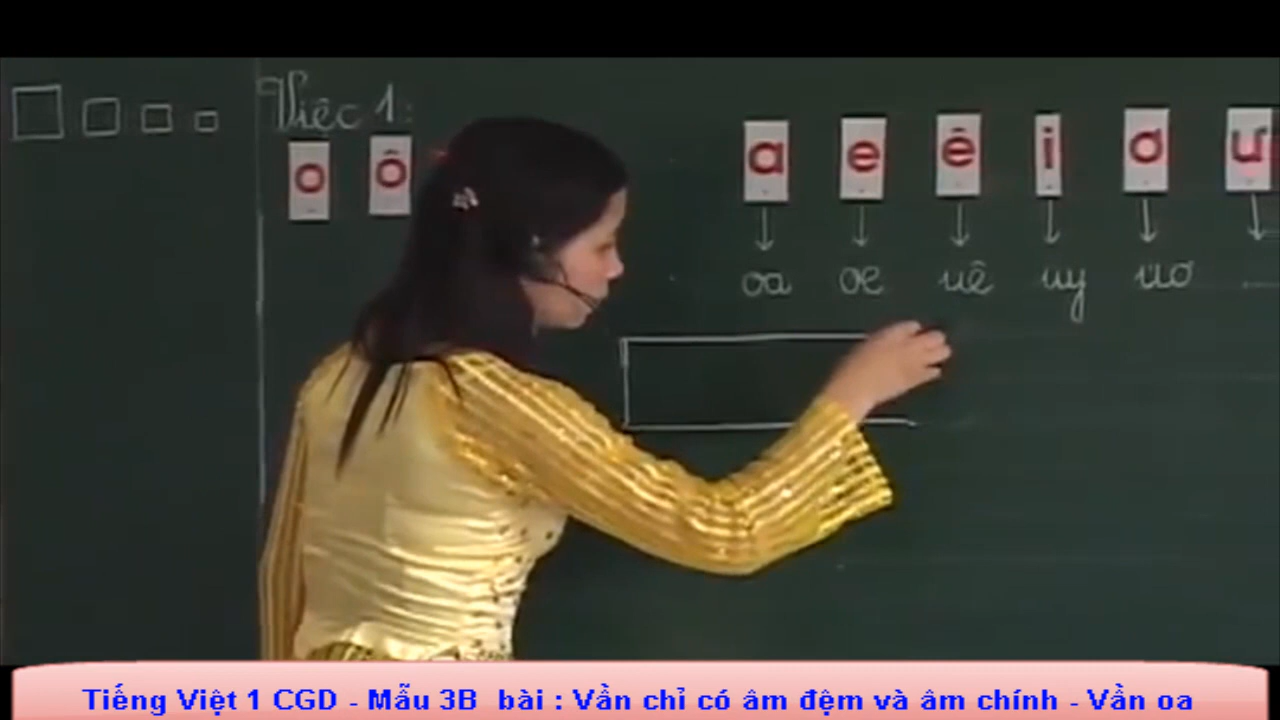 Việc 1:
o ô a e ê i ơ ư
oa oe uê uy uơ
Tiếng Việt 1 CGD - Mẫu 3B bài : Vần chỉ có âm đệm và âm chính - Vần oa